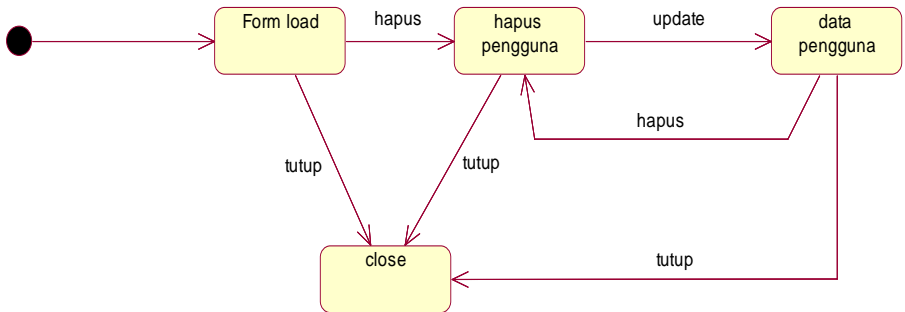 Form load
hapus
hapus
pengguna
update
data
pengguna
hapus
tutup
tutup
close
tutup